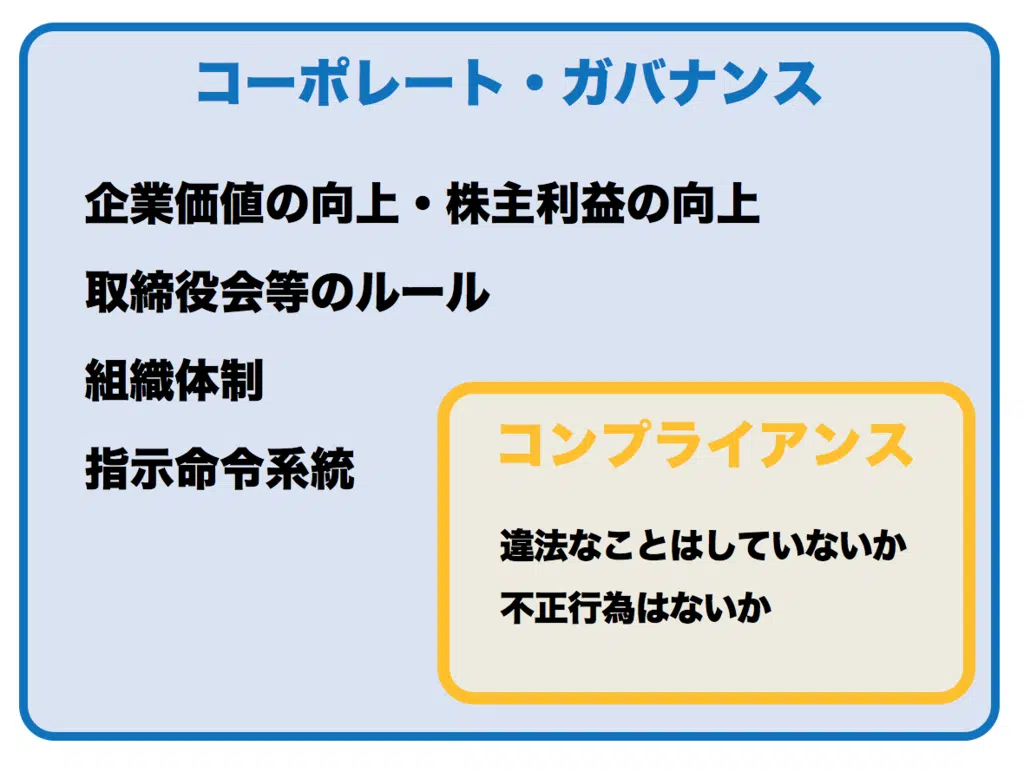 コーポレート・ガバナンス
企業価値の向上・株主利益の向上
取締役会等のルール
組織体制
指示命令系統
コンプライアンス
違法なことはしていないか
不正行為はないか